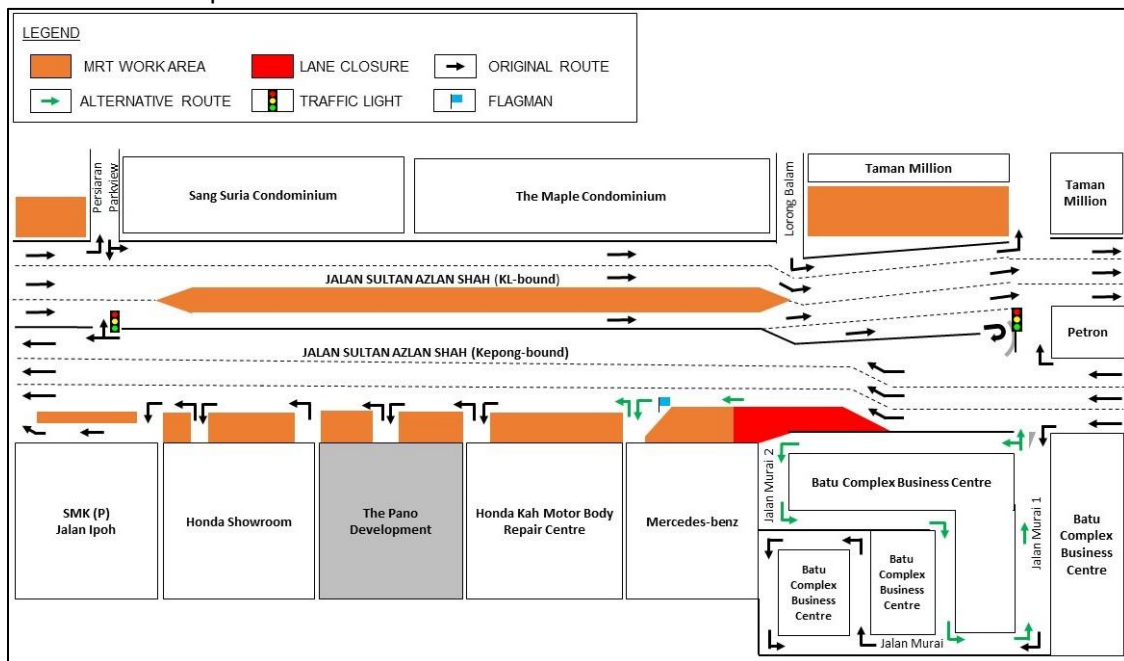 LEGEND
MRT WORK AREA
LANE CLOSURE
ORIGINAL ROUTE
ALTERNATIVE ROUTE
TRAFFIC LIGHT
FLAGMAN
Persiaran
Parkview
Sang Suria Condominium
The Maple Condominium
Lorong Balam
Taman Million
Taman
Million
JALAN SULTAN AZLAN SHAH (KL-bound)
Petron
JALAN SULTAN AZLAN SHAH (Kepong-bound)
SMK (P)
Jalan Ipoh
Honda Showroom
The Pano
Development
Honda Kah Motor Body
Repair Centre
Mercedes-benz
Jalan Murai 2
Batu Complex Business Centre
Jalan Murai 1
Batu
Complex
Business
Centre
Batu
Complex
Business
Centre
Batu
Complex
Business
Centre
Jalan Murai